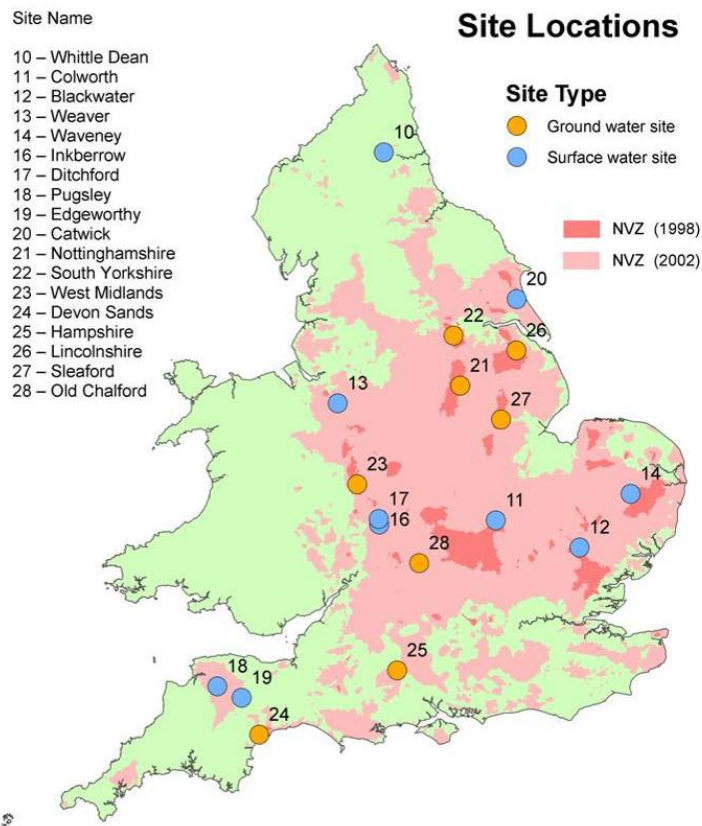 Site Name
Site Locations
10 – Whittle Dean
11 – Colworth
12 – Blackwater
13 – Weaver
14 – Waveney
16 – Inkberrow
17 – Ditchford
18 – Pugsley
19 – Edgeworthy
20 – Catwick
21 – Nottinghamshire
22 – South Yorkshire
23 – West Midlands
24 – Devon Sands
25 – Hampshire
26 – Lincolnshire
27 – Sleaford
28 – Old Chalford
Site Type
Ground water site
Surface water site
NVZ (1998)
NVZ (2002)
10
20
22
26
21
13
27
23
14
17
11
16
12
28
25
18
19
24